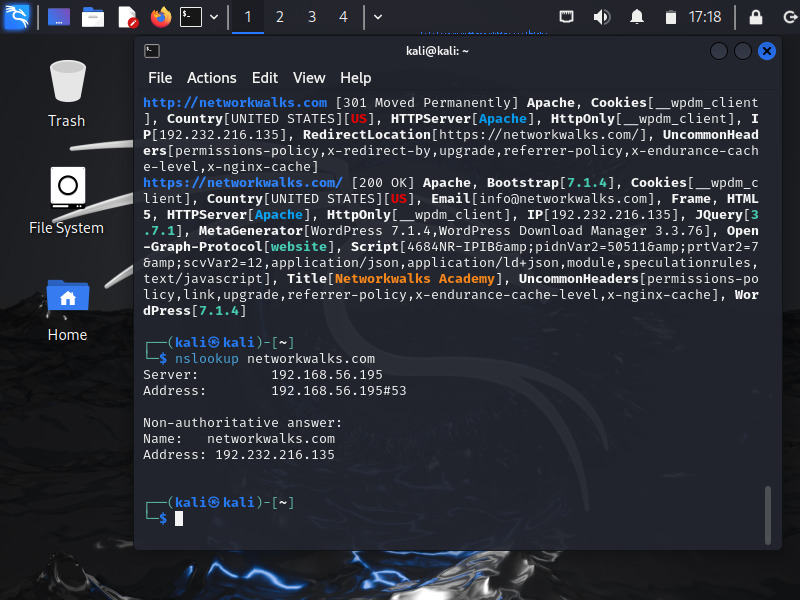 1 2 3 4 17:18
kali@kali: ~
File Actions Edit View Help
Trash
File System
Home
http://networkwalks.com [301 Moved Permanently] Apache, Cookies[__wpdm_client
], Country[UNITED STATES][US], HTTPServer[Apache], HttpOnly[__wpdm_client], I
P[192.232.216.135], RedirectLocation[https://networkwalks.com/], UncommonHead
ers[permissions-policy,x-redirect-by,upgrade,referrer-policy,x-endurance-cach
e-level,x-nginx-cache]
https://networkwalks.com/ [200 OK] Apache, Bootstrap[7.1.4], Cookies[__wpdm_c
lient], Country[UNITED STATES][US], Email[info@networkwalks.com], Frame, HTML
5, HTTPServer[Apache], HttpOnly[__wpdm_client], IP[192.232.216.135], JQuery[3
.7.1], MetaGenerator[WordPress 7.1.4,WordPress Download Manager 3.3.76], Open
-Graph-Protocol[website], Script[4684NR-IPIB&amp;pidnVar2=50511&amp;prtVar2=7
&amp;scvVar2=12,application/json,application/ld+json,module,speculationrules,
text/javascript], Title[Networkwalks Academy], UncommonHeaders[permissions-po
licy,link,upgrade,referrer-policy,x-endurance-cache-level,x-nginx-cache], Wor
dPress[7.1.4]
┌──(kali㉿kali)-[~]
└─$ nslookup networkwalks.com
Server:         192.168.56.195
Address:        192.168.56.195#53
Non-authoritative answer:
Name:   networkwalks.com
Address: 192.232.216.135
┌──(kali㉿kali)-[~]
└─$